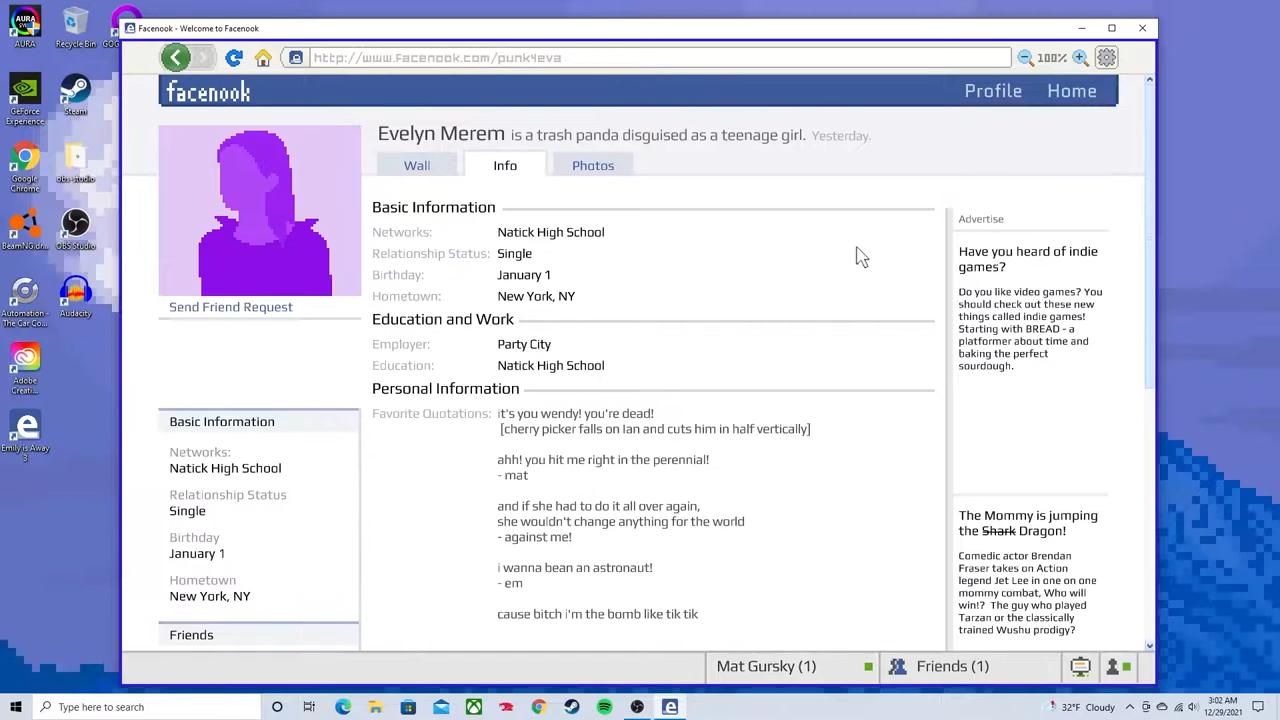 AURA
Recycle Bin
GOG
GeForce
Experience
Steam
Google
Chrome
obs-studio
BeamNG.dr...
OBS Studio
Automation -
The Car Co...
Audacity
Adobe
Creati...
Emily is Away
3
Facenook - Welcome to Facenook
http://www.facenook.com/punk4eva
100%
facenook
Profile Home
Evelyn Merem is a trash panda disguised as a teenage girl. Yesterday.
Wall Info Photos
Send Friend Request
Basic Information
Networks:
Natick High School
Relationship Status
Single
Birthday
January 1
Hometown
New York, NY
Friends
Basic Information
Networks: Natick High School
Relationship Status: Single
Birthday: January 1
Hometown: New York, NY
Education and Work
Employer: Party City
Education: Natick High School
Personal Information
Favorite Quotations: it's you wendy! you're dead!
[cherry picker falls on Ian and cuts him in half vertically]
ahh! you hit me right in the perennial!
- mat
and if she had to do it all over again,
she wouldn't change anything for the world
- against me!
i wanna bean an astronaut!
- em
cause bitch i'm the bomb like tik tik
Advertise
Have you heard of indie
games?
Do you like video games? You
should check out these new
things called indie games!
Starting with BREAD - a
platformer about time and
baking the perfect
sourdough.
The Mommy is jumping
the Shark Dragon!
Comedic actor Brendan
Fraser takes on Action
legend Jet Lee in one on one
mommy combat, Who will
win!? The guy who played
Tarzan or the classically
trained Wushu prodigy?
Mat Gursky (1)
Friends (1)
Type here to search
32°F Cloudy
3:02 AM
12/29/2021